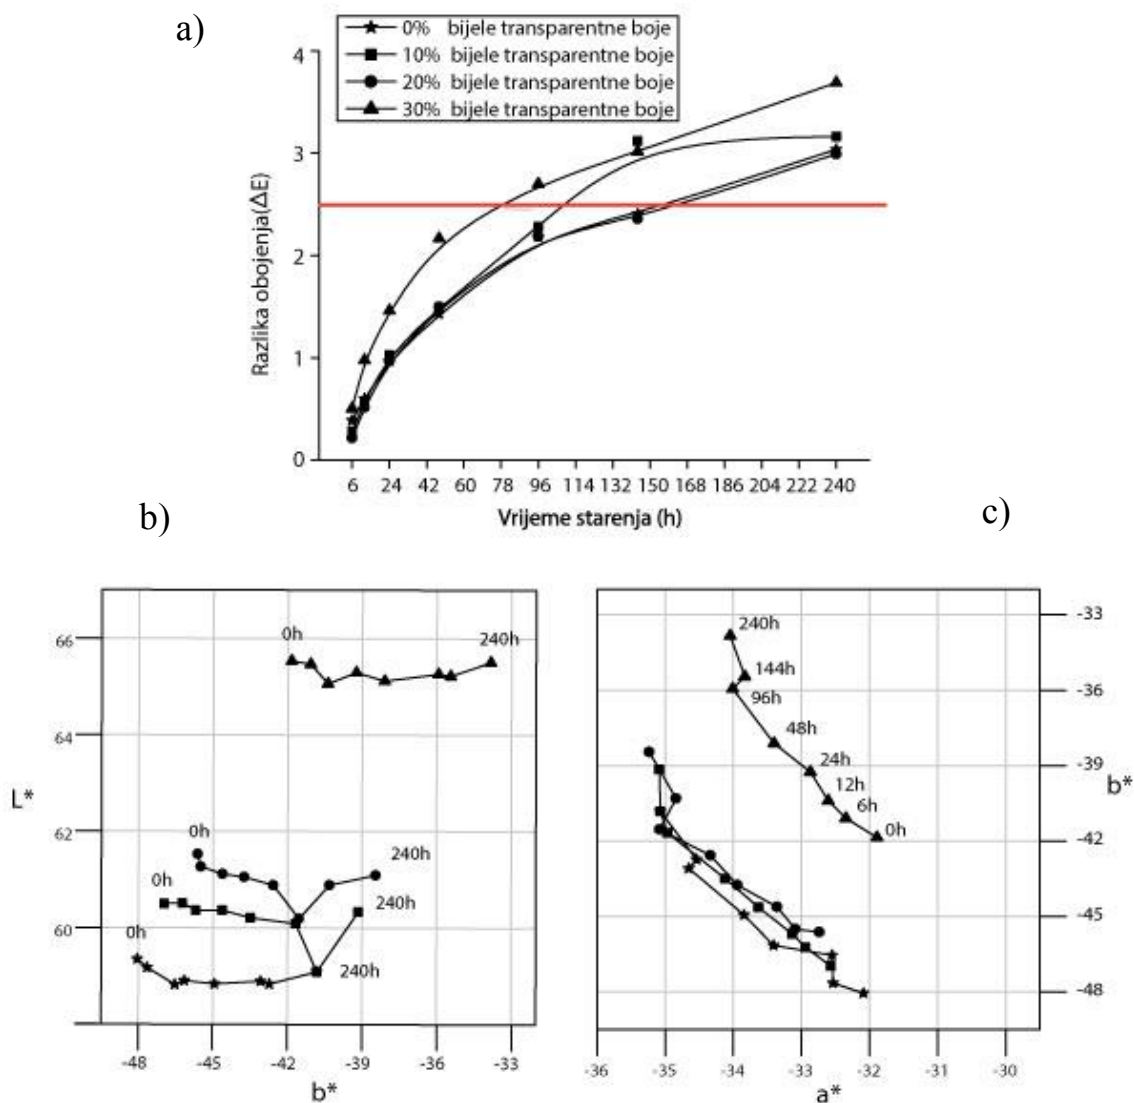 a)
0% bijele transparentne boje
10% bijele transparentne boje
20% bijele transparentne boje
30% bijele transparentne boje
4
3
2
1
0
Razlika obojenja(ΔE)
6 24 42 60 78 96 114 132 150 168 186 204 222 240
Vrijeme starenja (h)
b)
66
64
62
60
L*
0h
240h
0h
240h
0h
240h
0h
240h
-48 -45 -42 -39 -36 -33
b*
c)
240h
144h
96h
48h
24h
12h
6h
0h
-33
-36
-39
-42
-45
-48
b*
-36 -35 -34 -33 -32 -31 -30
a*